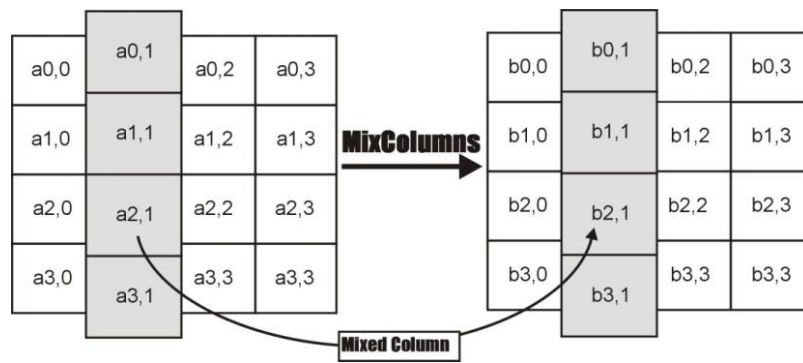 a0,0 a0,1 a0,2 a0,3
a1,0 a1,1 a1,2 a1,3
a2,0 a2,1 a2,2 a2,3
a3,0 a3,1 a3,3 a3,3
MixColumns
b0,0 b0,1 b0,2 b0,3
b1,0 b1,1 b1,2 b1,3
b2,0 b2,1 b2,2 b2,3
b3,0 b3,1 b3,3 b3,3
Mixed Column